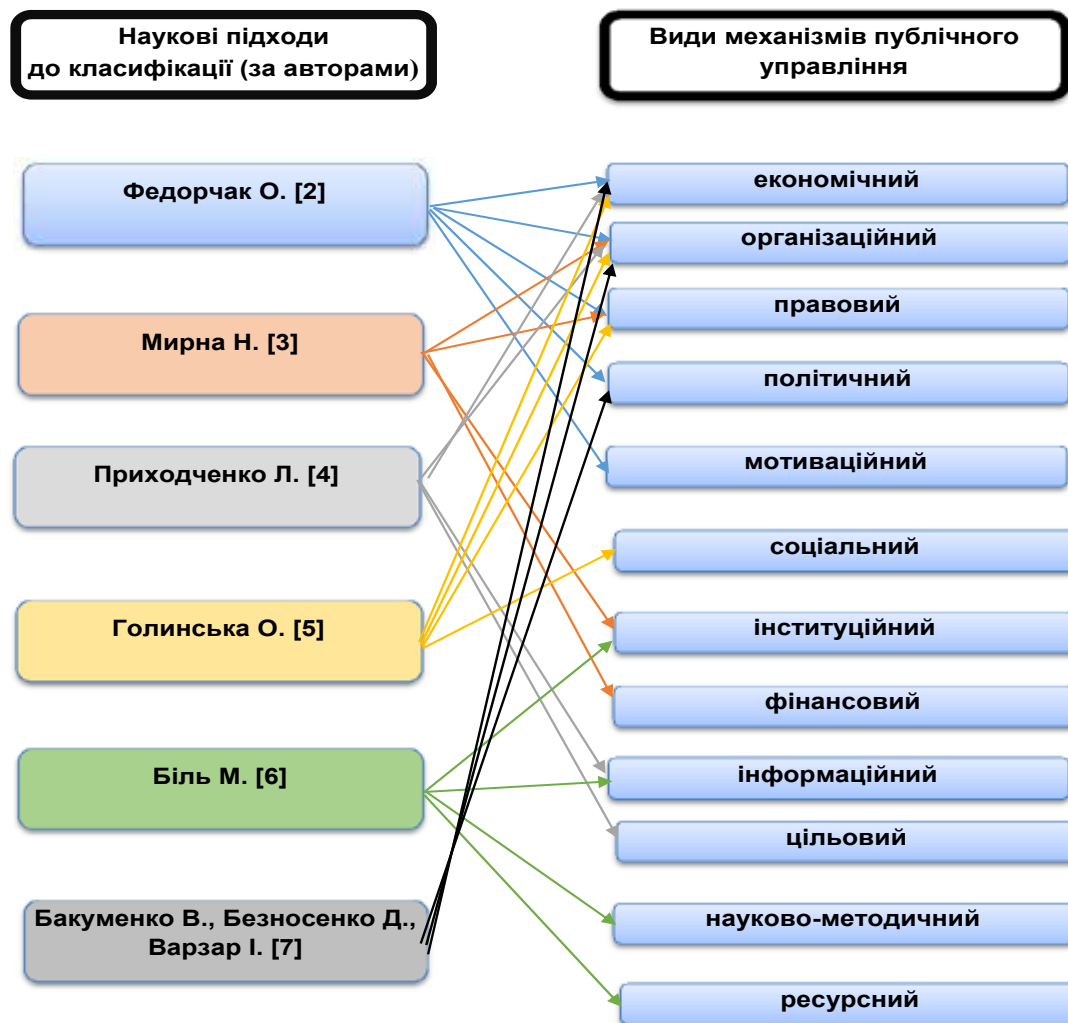 Наукові підходи
до класифікації (за авторами)
Види механізмів публічного
управління
Федорчак О. [2]
Мирна Н. [3]
Приходченко Л. [4]
Голинська О. [5]
Біль М. [6]
Бакуменко В., Безносенко Д.,
Варзар І. [7]
економічний
організаційний
правовий
політичний
мотиваційний
соціальний
інституційний
фінансовий
інформаційний
цільовий
науково-методичний
ресурсний